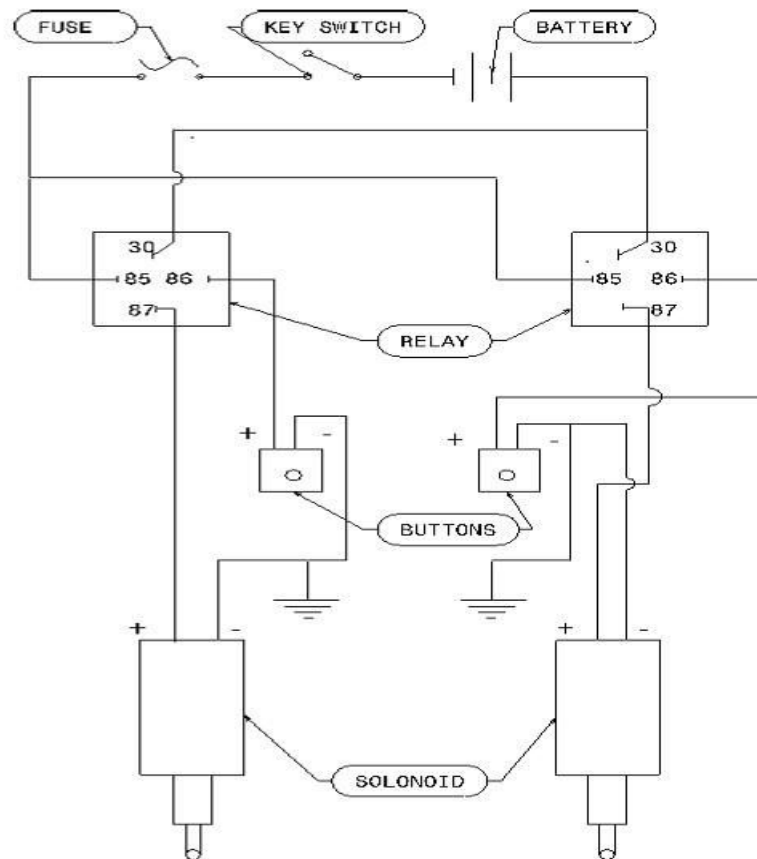 FUSE
KEY SWITCH
BATTERY
30
30
85 86
85 86
87
87
RELAY
+ -
+ -
BUTTONS
+ -
+ -
SOLONOID